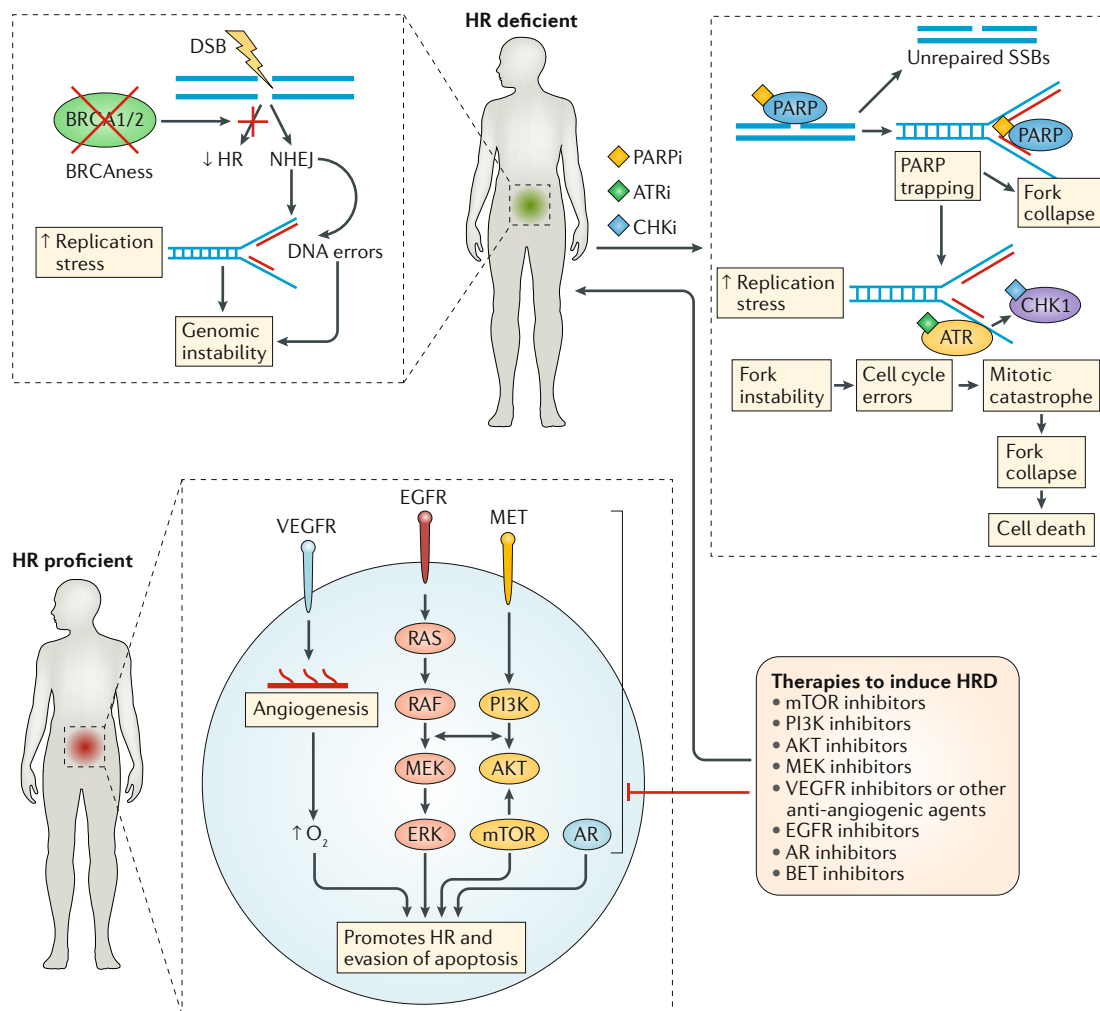 HR deficient
DSB
BRCA1/2
BRCAness
↓ HR
NHEJ
↑ Replication
stress
DNA errors
Genomic
instability
PARPi
ATRi
CHKi
Unrepaired SSBs
PARP
PARP
PARP
trapping
Fork
collapse
↑ Replication
stress
CHK1
ATR
Fork
instability
Cell cycle
errors
Mitotic
catastrophe
Fork
collapse
Cell death
HR proficient
VEGFR
EGFR
MET
RAS
Angiogenesis
RAF
PI3K
MEK
AKT
↑ O₂
ERK
mTOR
AR
Promotes HR and
evasion of apoptosis
Therapies to induce HRD
• mTOR inhibitors
• PI3K inhibitors
• AKT inhibitors
• MEK inhibitors
• VEGFR inhibitors or other
anti-angiogenic agents
• EGFR inhibitors
• AR inhibitors
• BET inhibitors